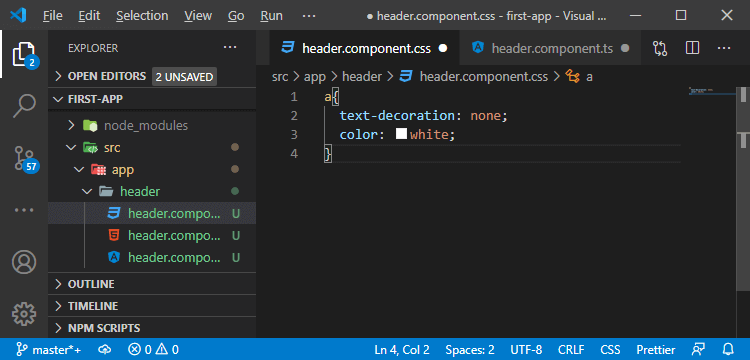 File Edit View Go Run ... ● header.component.css - first-app - Visual ...
EXPLORER ...
header.component.css ●
header.component.ts ●
...
2
OPEN EDITORS 2 UNSAVED
src > app > header > header.component.css > a
FIRST-APP
1 a{
node_modules
2 text-decoration: none;
src
3 color: white;
57
app
4 }
header
...
header.compo... U
header.compo... U
header.compo... U
OUTLINE
TIMELINE
NPM SCRIPTS
master*+ 0 0 Ln 4, Col 2 Spaces: 2 UTF-8 CRLF CSS Prettier